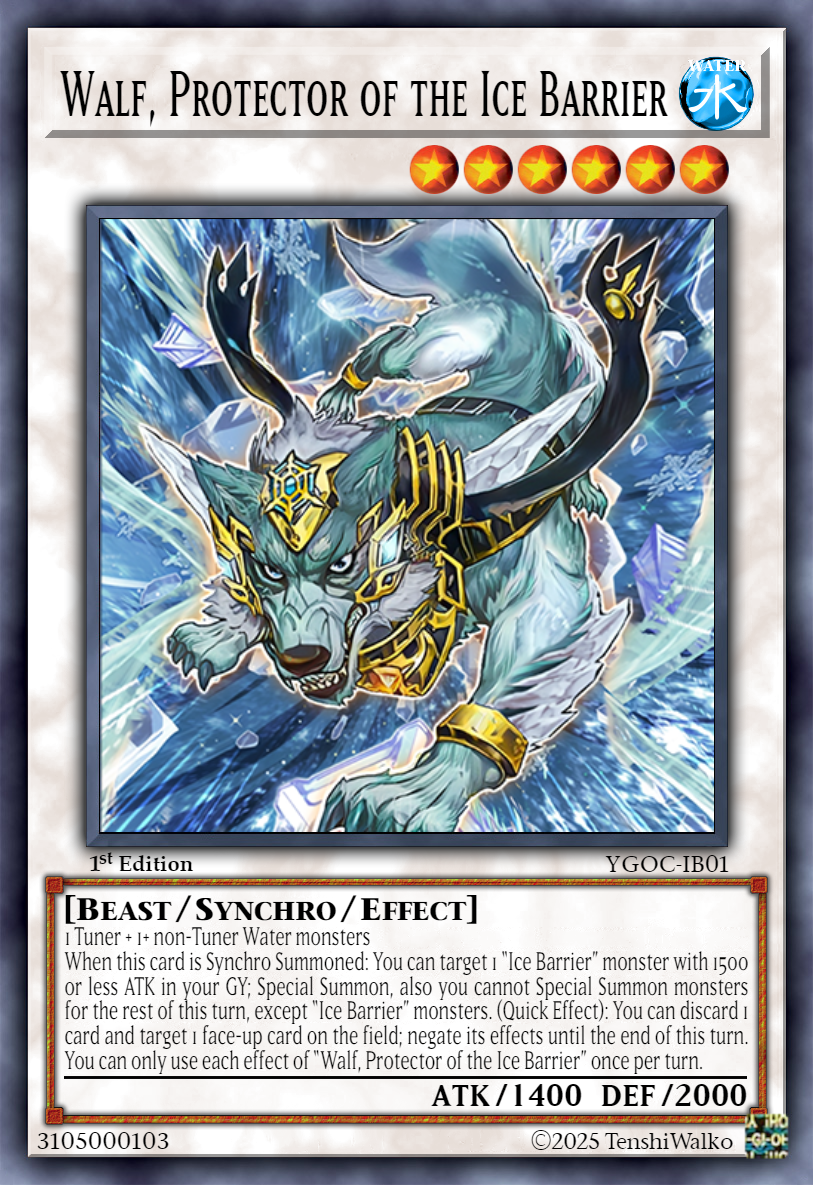 Walf, Protector of the Ice Barrier
WATER
水
1st Edition
YGOC-IB01
[Beast/Synchro/Effect]
1 Tuner + 1+ non-Tuner Water monsters
When this card is Synchro Summoned: You can target 1 "Ice Barrier" monster with 1500
or less ATK in your GY; Special Summon, also you cannot Special Summon monsters
for the rest of this turn, except "Ice Barrier" monsters. (Quick Effect): You can discard 1
card and target 1 face-up card on the field; negate its effects until the end of this turn.
You can only use each effect of "Walf, Protector of the Ice Barrier" once per turn.
ATK/1400 DEF/2000
3105000103
©2025 TenshiWalko